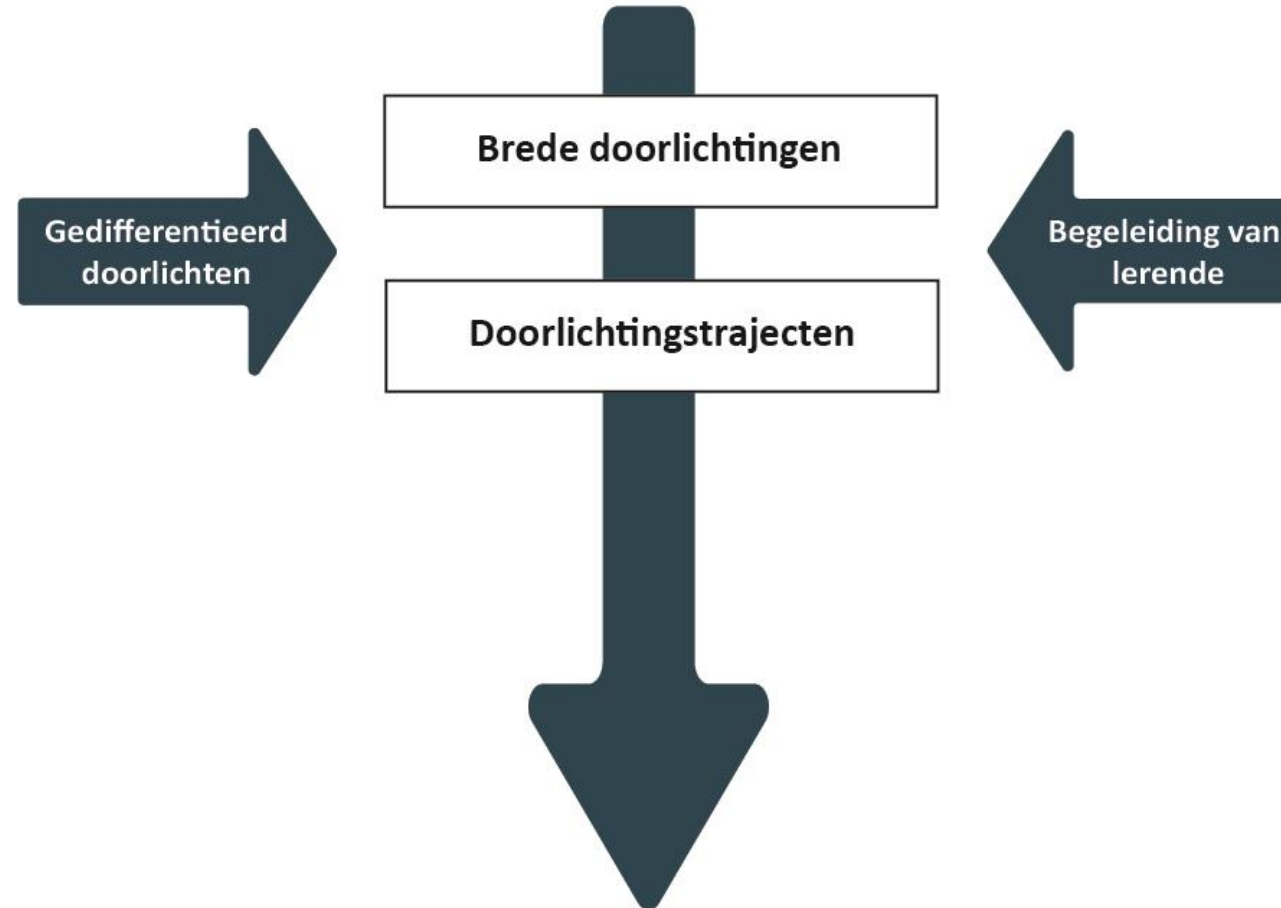 Brede doorlichtingen
Gedifferentieerd
doorlichten
Begeleiding van
lerende
Doorlichtingstrajecten